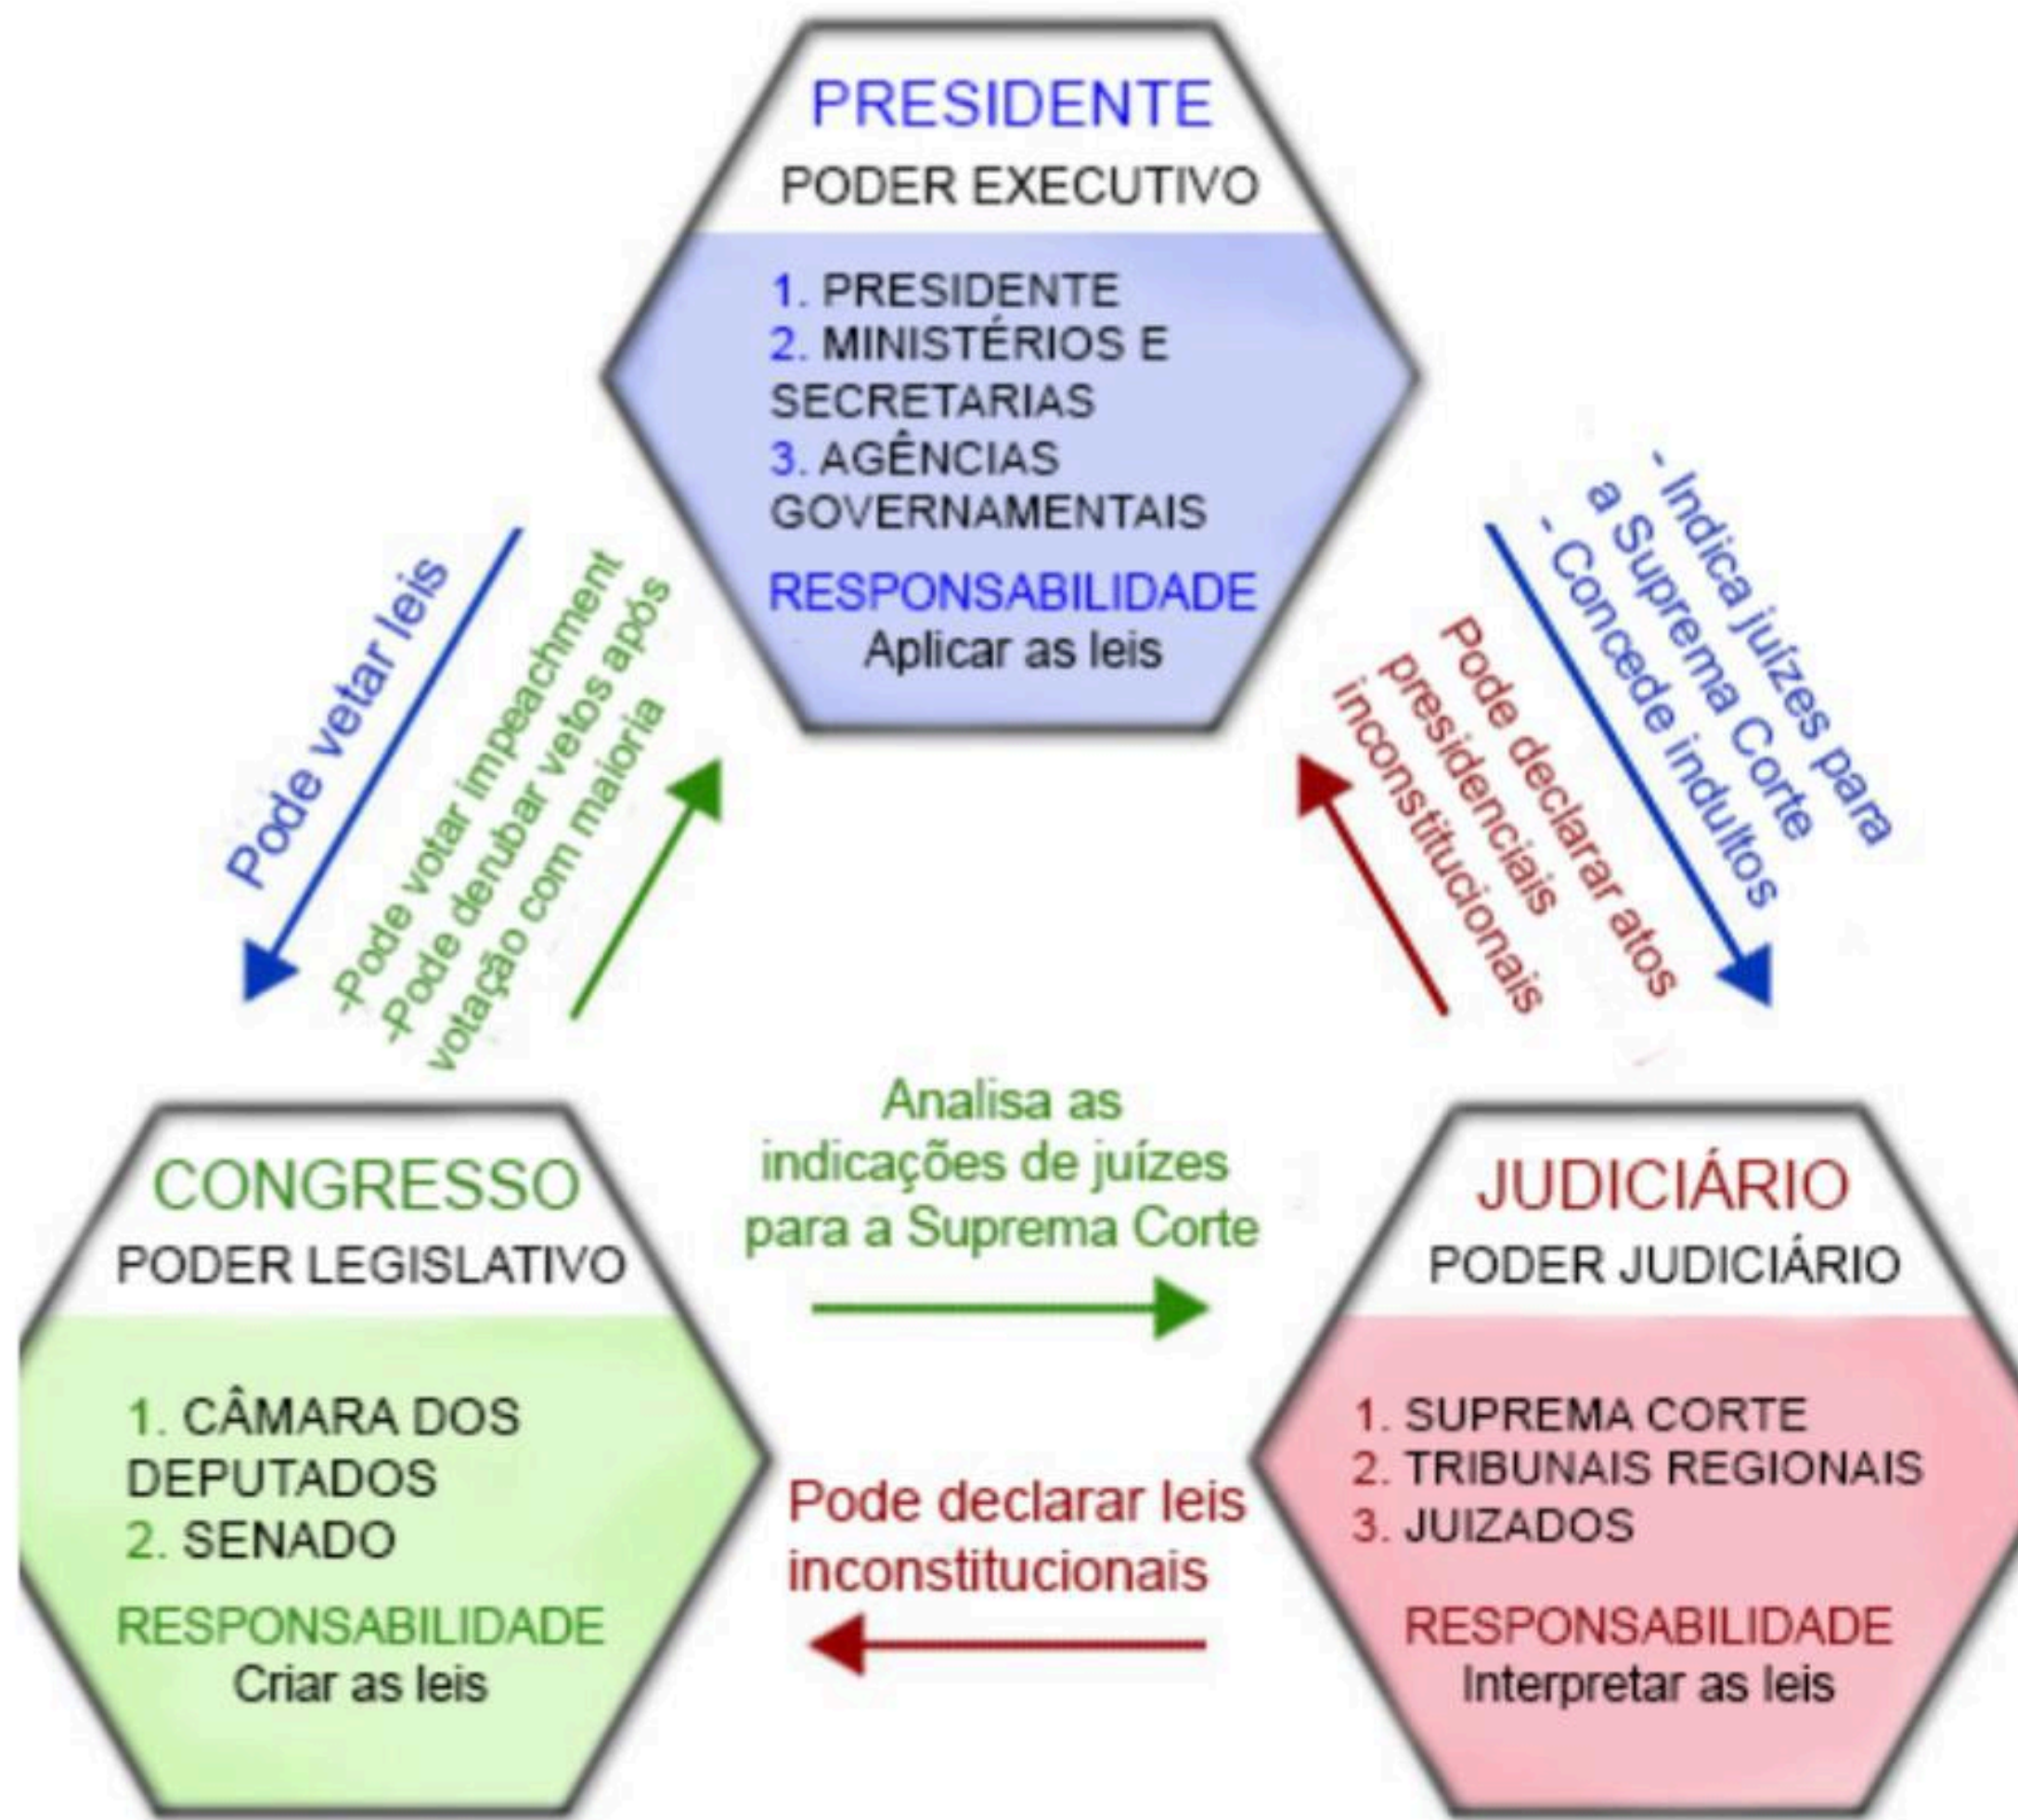 PRESIDENTE
PODER EXECUTIVO
1. PRESIDENTE
2. MINISTÉRIOS E
SECRETARIAS
3. AGÊNCIAS
GOVERNAMENTAIS
RESPONSABILIDADE
Aplicar as leis
Pode vetar leis
-Pode votar impeachment
-Pode derubar vetos após
votação com maioria
- Indica juízes para
a Suprema Corte
- Concede indultos
Pode declarar atos
presidenciais
inconstitucionais
CONGRESSO
PODER LEGISLATIVO
1. CÂMARA DOS
DEPUTADOS
2. SENADO
RESPONSABILIDADE
Criar as leis
Analisa as
indicações de juízes
para a Suprema Corte
Pode declarar leis
inconstitucionais
JUDICIÁRIO
PODER JUDICIÁRIO
1. SUPREMA CORTE
2. TRIBUNAIS REGIONAIS
3. JUIZADOS
RESPONSABILIDADE
Interpretar as leis